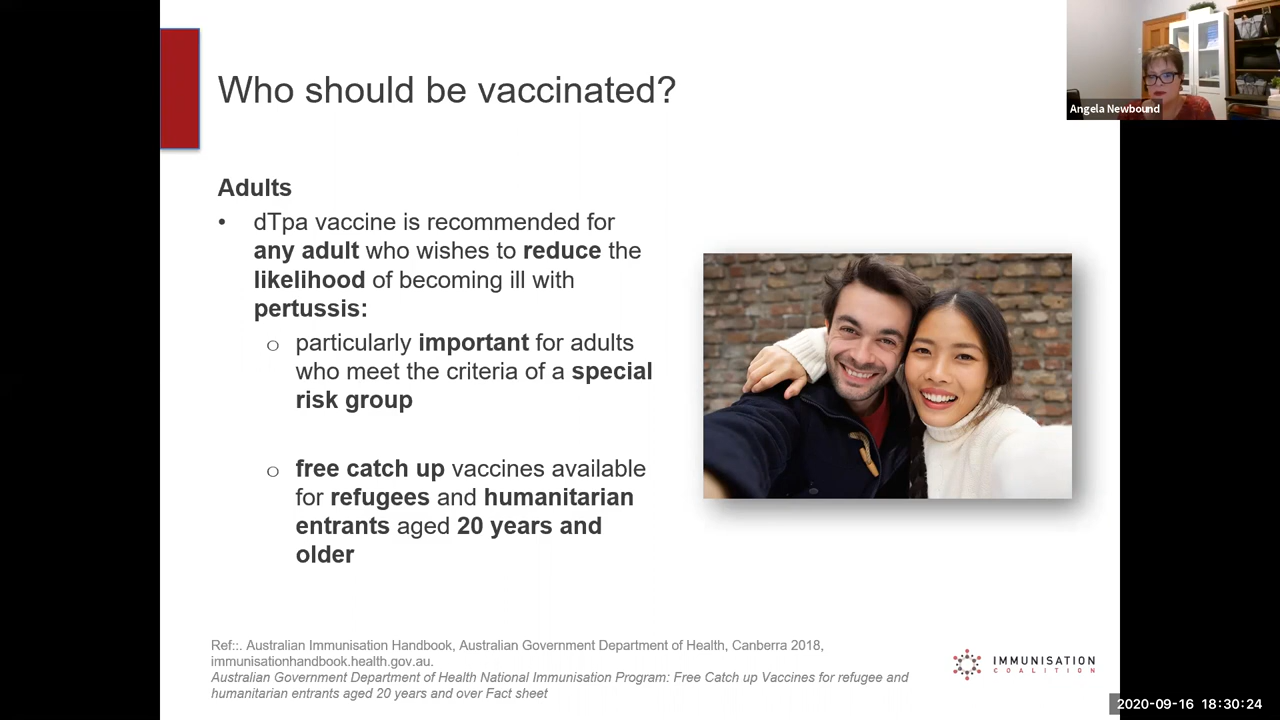 Who should be vaccinated?
Angela Newbound
Adults
• dTpa vaccine is recommended for
any adult who wishes to reduce the
likelihood of becoming ill with
pertussis:
o particularly important for adults
who meet the criteria of a special
risk group
o free catch up vaccines available
for refugees and humanitarian
entrants aged 20 years and
older
Ref::. Australian Immunisation Handbook, Australian Government Department of Health, Canberra 2018,
immunisationhandbook.health.gov.au.
Australian Government Department of Health National Immunisation Program: Free Catch up Vaccines for refugee and
humanitarian entrants aged 20 years and over Fact sheet
IMMUNISATION
COALITION
2020-09-16 18:30:24